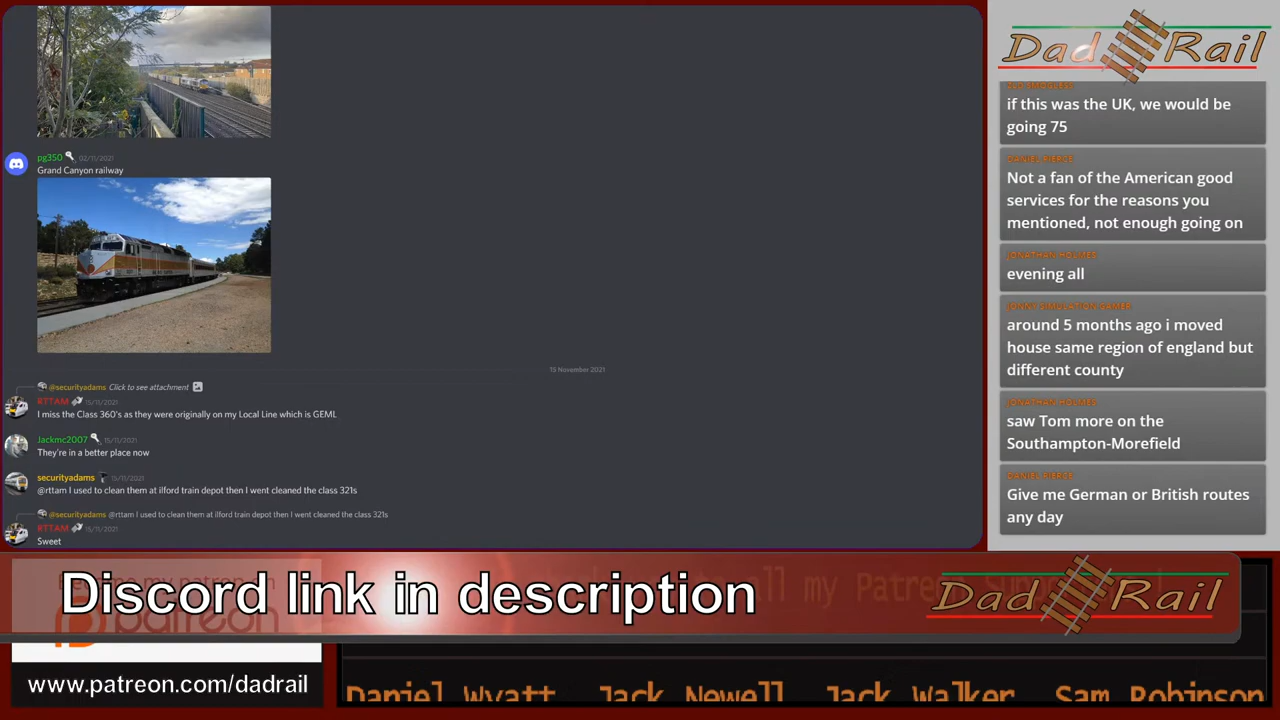 pg350 02/11/2021
Grand Canyon railway
15 November 2021
@securityadams Click to see attachment
RTTAM 15/11/2021
I miss the Class 360's as they were originally on my Local Line which is GEML
Jackmc2007 15/11/2021
They're in a better place now
securityadams 15/11/2021
@rttam I used to clean them at ilford train depot then I went cleaned the class 321s
@securityadams @rttam I used to clean them at ilford train depot then I went cleaned the class 321s
RTTAM 15/11/2021
Sweet
Dad Rail
if this was the UK, we would be
going 75
DANIEL PIERCE
Not a fan of the American good
services for the reasons you
mentioned, not enough going on
JONATHAN HOLMES
evening all
JONNY SIMULATION GAMER
around 5 months ago i moved
house same region of england but
different county
JONATHAN HOLMES
saw Tom more on the
Southampton-Morefield
DANIEL PIERCE
Give me German or British routes
any day
Discord link in description
my Patreon
Dad Rail
patreon
www.patreon.com/dadrail
Daniel Wyatt Jack Newell Jack Walker Sam Robinson